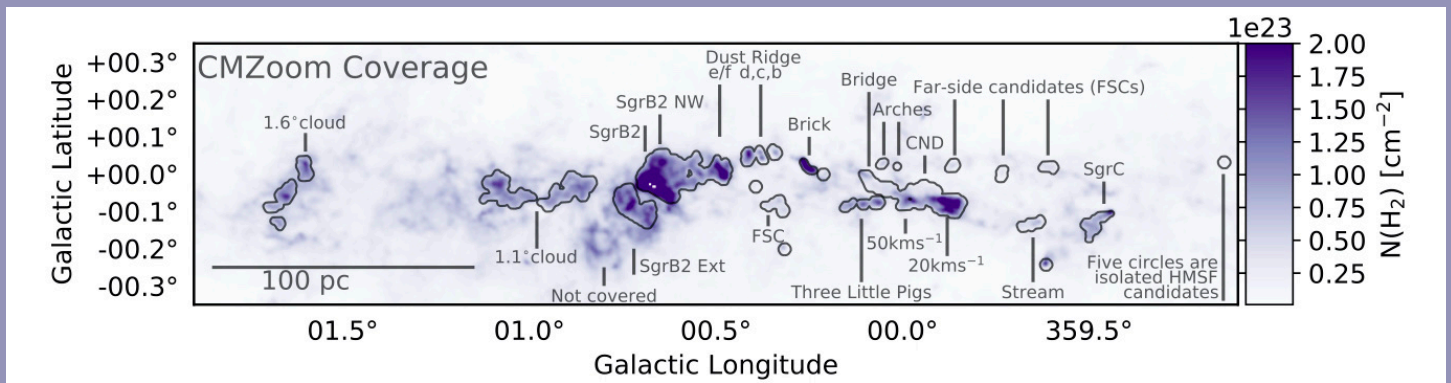 1e23
CMZoom Coverage
Dust Ridge
e/f d,c,b
Bridge
Far-side candidates (FSCs)
SgrB2 NW
Arches
1.6°cloud
SgrB2
Brick
CND
SgrC
1.1°cloud
SgrB2 Ext
FSC
50kms⁻¹
20kms⁻¹
Five circles are
isolated HMSF
candidates
100 pc
Not covered
Three Little Pigs
Stream
+00.3°
+00.2°
+00.1°
+00.0°
-00.1°
-00.2°
-00.3°
Galactic Latitude
01.5° 01.0° 00.5° 00.0° 359.5°
Galactic Longitude
2.00
1.75
1.50
1.25
1.00
0.75
0.50
0.25
N(H₂) [cm⁻²]